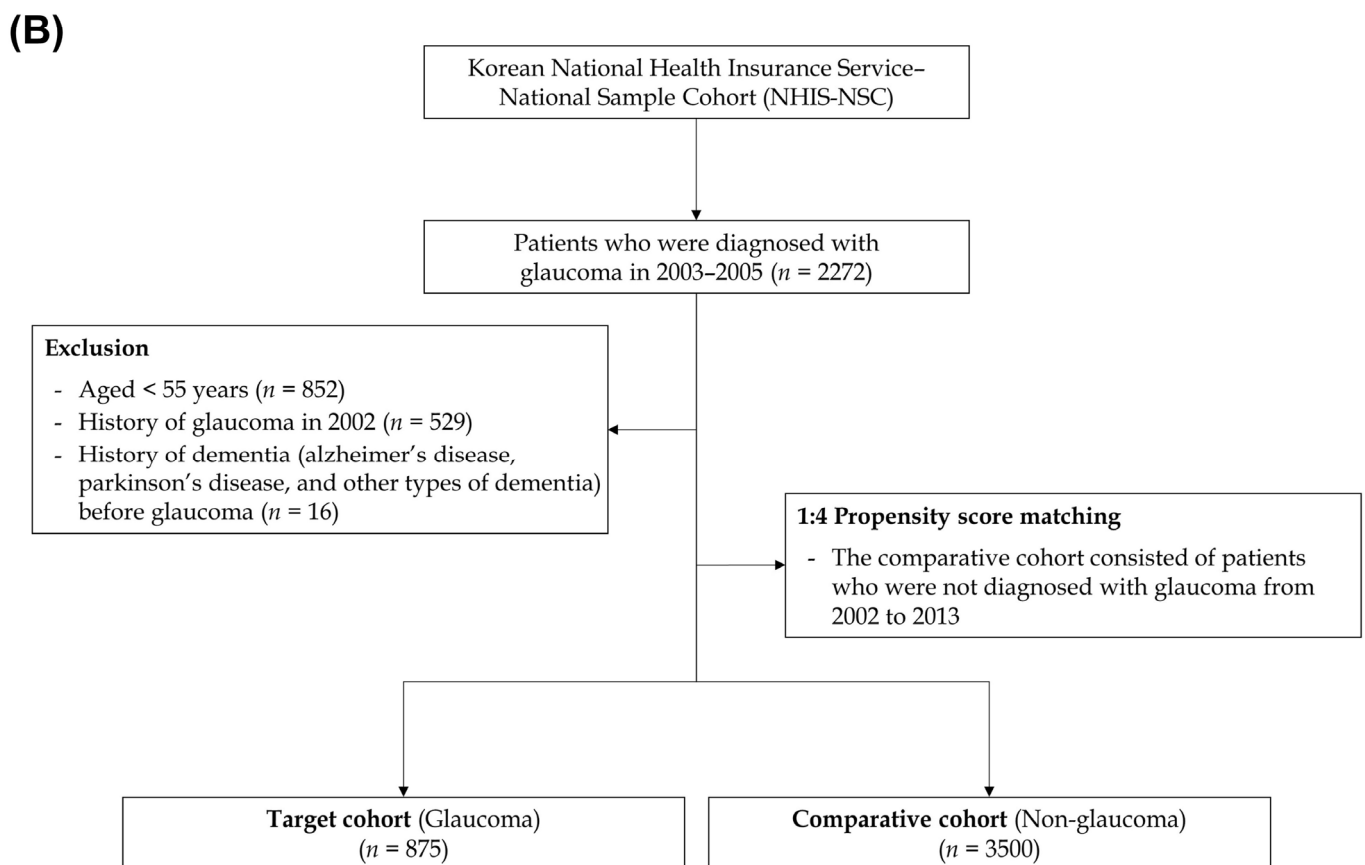 (B)
Korean National Health Insurance Service–
National Sample Cohort (NHIS-NSC)
Patients who were diagnosed with
glaucoma in 2003–2005 (n = 2272)
Exclusion
- Aged < 55 years (n = 852)
- History of glaucoma in 2002 (n = 529)
- History of dementia (alzheimer's disease,
parkinson's disease, and other types of dementia)
before glaucoma (n = 16)
1:4 Propensity score matching
- The comparative cohort consisted of patients
who were not diagnosed with glaucoma from
2002 to 2013
Target cohort (Glaucoma)
(n = 875)
Comparative cohort (Non-glaucoma)
(n = 3500)